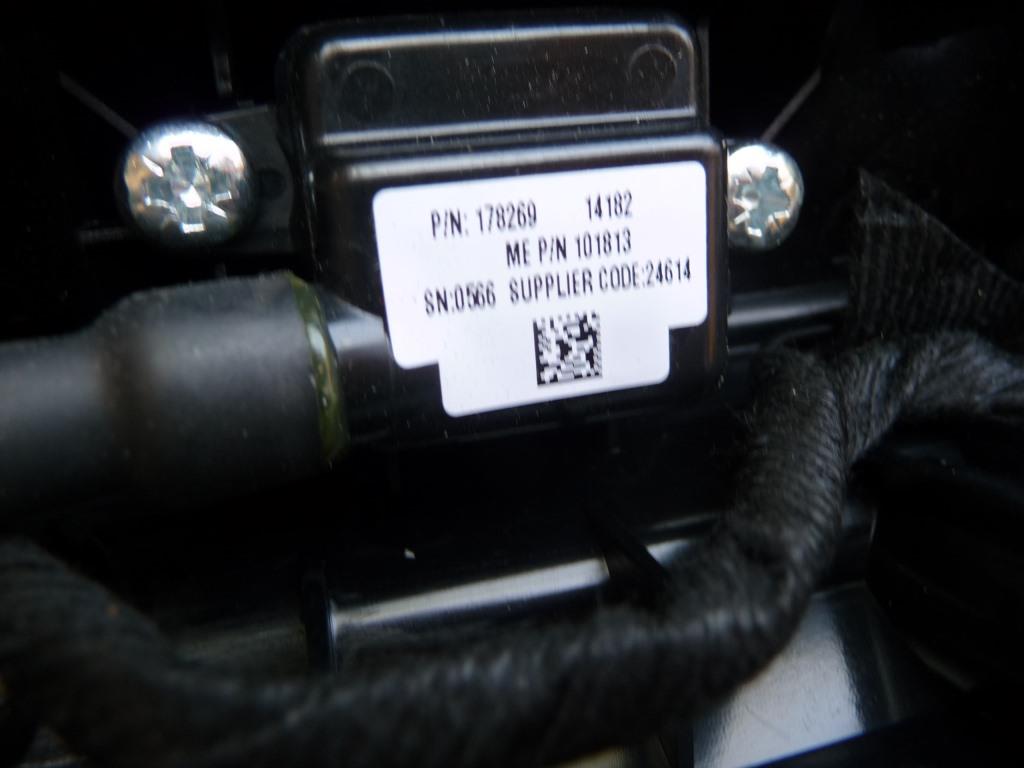 P/N: 178269 14182
ME P/N 101813
SN:0566 SUPPLIER CODE:24614